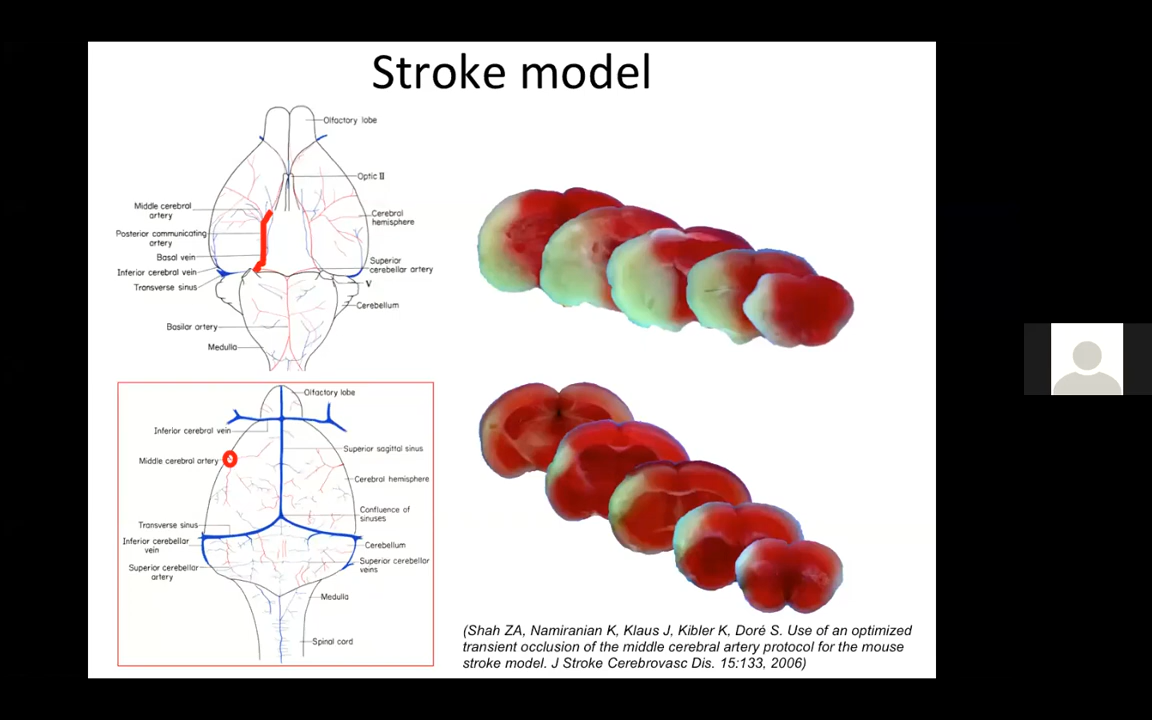 Stroke model
Olfactory lobe
Optic II
Middle cerebral
artery
Posterior communicating
artery
Basal vein
Inferior cerebral vein
Transverse sinus
Cerebral
hemisphere
Superior
cerebellar artery
V
Cerebellum
Basilar artery
Medulla
Olfactory lobe
Inferior cerebral vein
Middle cerebral artery
Superior sagittal sinus
Cerebral hemisphere
Confluence of
sinuses
Transverse sinus
Inferior cerebellar
vein
Superior cerebellar
artery
Cerebellum
Superior cerebellar
veins
Medulla
Spinal cord
(Shah ZA, Namiranian K, Klaus J, Kibler K, Doré S. Use of an optimized
transient occlusion of the middle cerebral artery protocol for the mouse
stroke model. J Stroke Cerebrovasc Dis. 15:133, 2006)